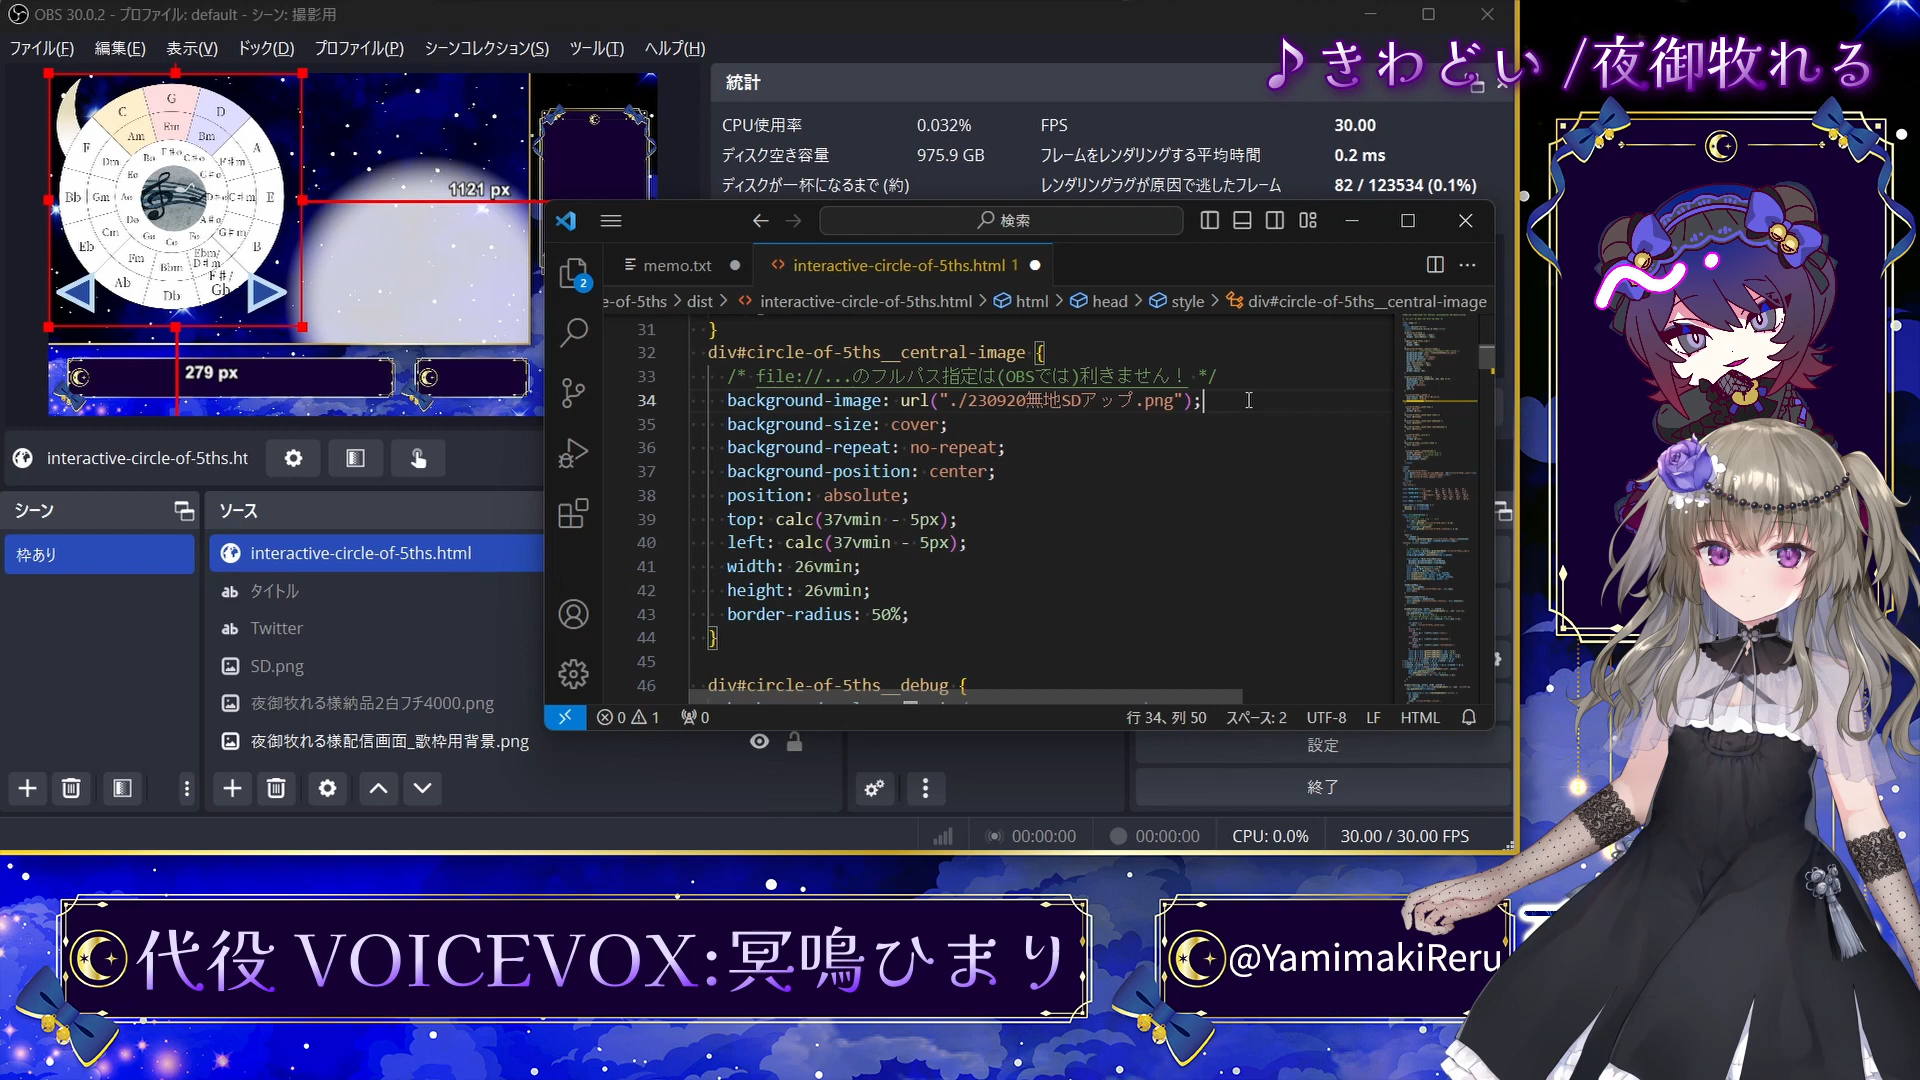 OBS 30.0.2 - プロファイル: default - シーン: 撮影用
ファイル(F) 編集(E) 表示(V) ドック(D) プロファイル(P) シーンコレクション(S) ツール(T) ヘルプ(H)
♪きわどい /夜御牧れる
統計
CPU使用率 0.032% FPS 30.00
ディスク空き容量 975.9 GB フレームをレンダリングする平均時間 0.2 ms
ディスクが一杯になるまで (約) レンダリングラグが原因で逃したフレーム 82 / 123534 (0.1%)
C G D
Am Em Bm
F A
Dm F#m
Bb Gm C#m E
Eb Cm G#m B
Fm Bbm Ebm/ D#m
Ab Db F#/ Gb
1121 px
279 px
検索
memo.txt
interactive-circle-of-5ths.html 1
e-of-5ths > dist > interactive-circle-of-5ths.html > html > head > style > div#circle-of-5ths__central-image
31 }
32 div#circle-of-5ths__central-image {
33 /* file://...のフルパス指定は(OBSでは)利きません！ */
34 background-image: url("./230920無地SDアップ.png");
35 background-size: cover;
36 background-repeat: no-repeat;
37 background-position: center;
38 position: absolute;
39 top: calc(37vmin - 5px);
40 left: calc(37vmin - 5px);
41 width: 26vmin;
42 height: 26vmin;
43 border-radius: 50%;
44 }
45
46 div#circle-of-5ths__debug {
2
0 1 0 行 34、列 50 スペース: 2 UTF-8 LF HTML
interactive-circle-of-5ths.ht
シーン
枠あり
ソース
interactive-circle-of-5ths.html
タイトル
Twitter
SD.png
夜御牧れる様納品2白フチ4000.png
夜御牧れる様配信画面_歌枠用背景.png
設定
終了
00:00:00 00:00:00 CPU: 0.0% 30.00 / 30.00 FPS
代役 VOICEVOX:冥鳴ひまり
@YamimakiReru